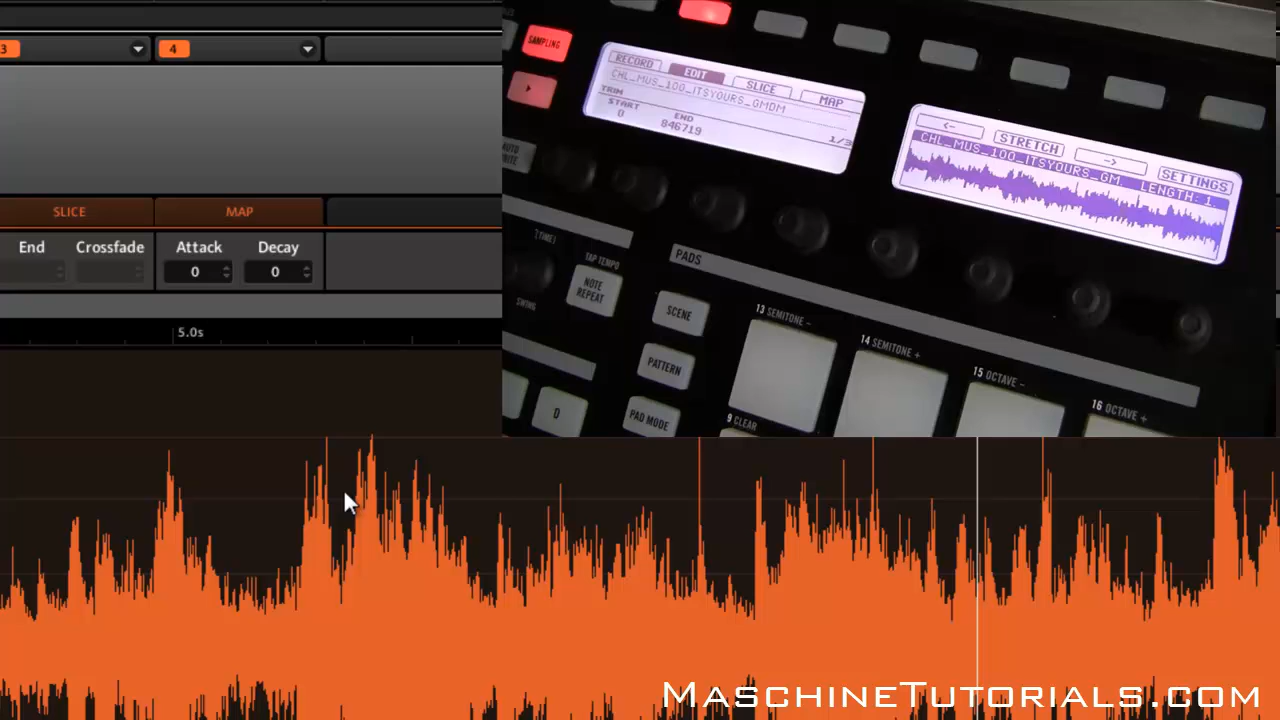 3
4
SLICE
MAP
End
Crossfade
Attack
Decay
0
0
5.0s
SAMPLING
RECORD
EDIT
SLICE
MAP
CHL_MUS_100_ITSYOURS_GMDM
TRIM
START
END
0
846719
1/3
<-
STRETCH
->
SETTINGS
CHL_MUS_100_ITSYOURS_GM
LENGTH: 1
TAP TEMPO
SWING
NOTE
REPEAT
PADS
SCENE
PATTERN
PAD MODE
D
13 SEMITONE -
14 SEMITONE +
15 OCTAVE -
16 OCTAVE +
9 CLEAR
MASCHINETUTORIALS.COM